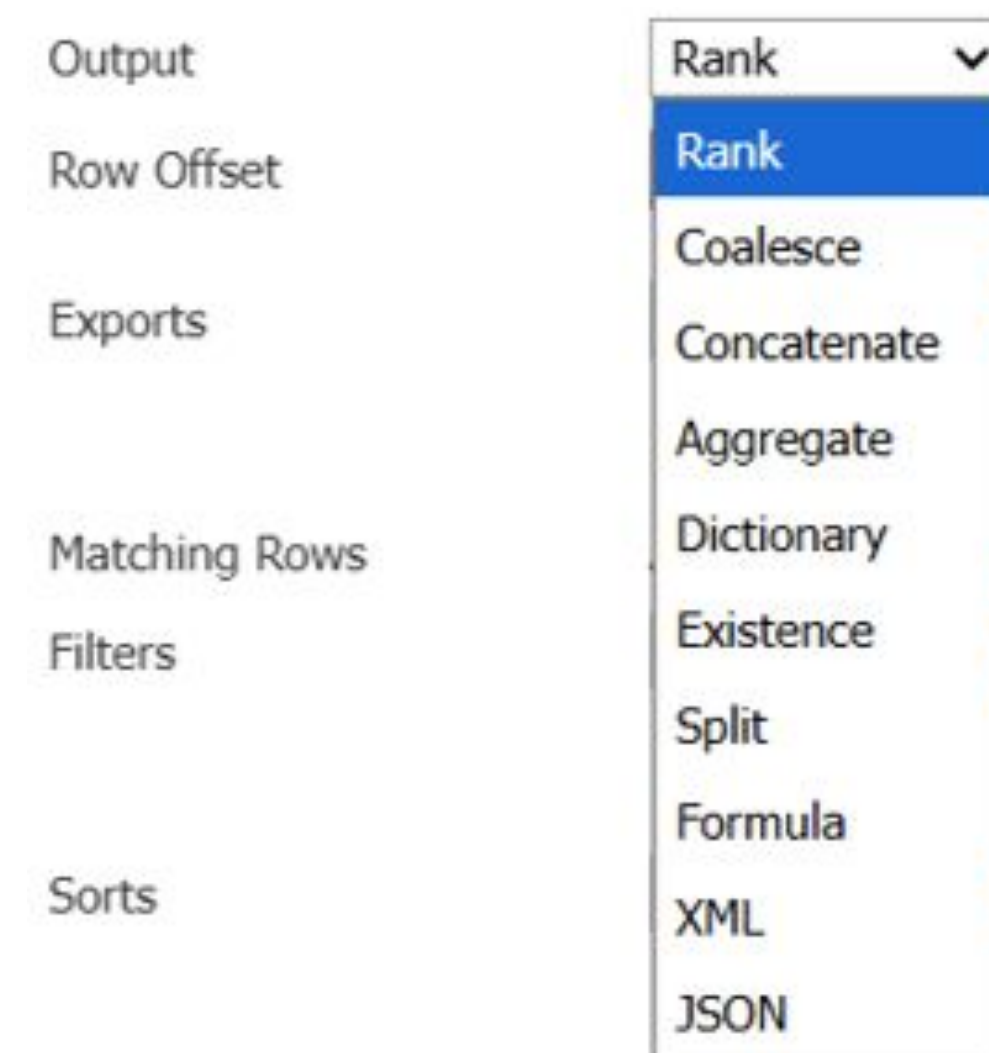 Output Rank
Rank
Row Offset
Coalesce
Exports
Concatenate
Aggregate
Dictionary
Matching Rows
Existence
Filters
Split
Formula
Sorts
XML
JSON